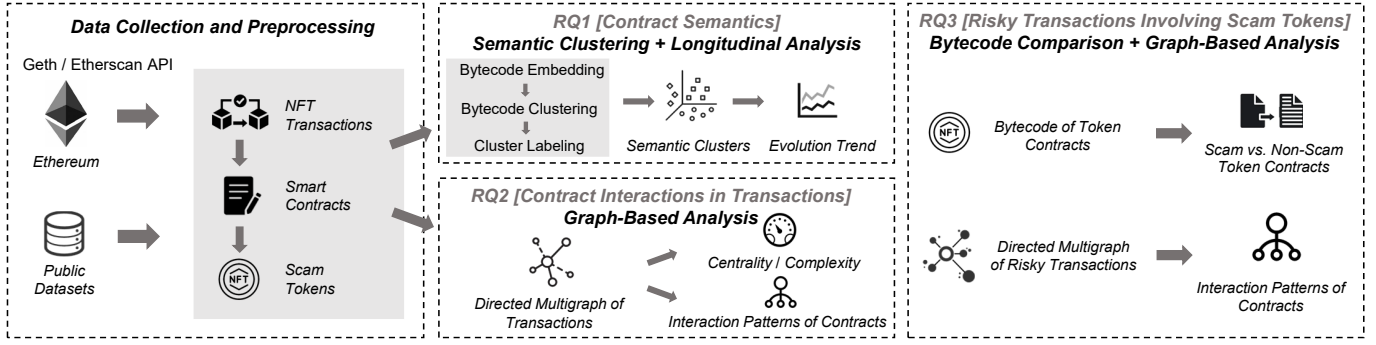 Data Collection and Preprocessing
Geth / Etherscan API
Ethereum
Public
Datasets
NFT
Transactions
Smart
Contracts
NFT
Scam
Tokens
RQ1 [Contract Semantics]
Semantic Clustering + Longitudinal Analysis
Bytecode Embedding
Bytecode Clustering
Cluster Labeling
Semantic Clusters
Evolution Trend
RQ2 [Contract Interactions in Transactions]
Graph-Based Analysis
Directed Multigraph of
Transactions
Centrality / Complexity
Interaction Patterns of Contracts
RQ3 [Risky Transactions Involving Scam Tokens]
Bytecode Comparison + Graph-Based Analysis
NFT
Bytecode of Token
Contracts
Scam vs. Non-Scam
Token Contracts
Directed Multigraph
of Risky Transactions
Interaction Patterns of
Contracts